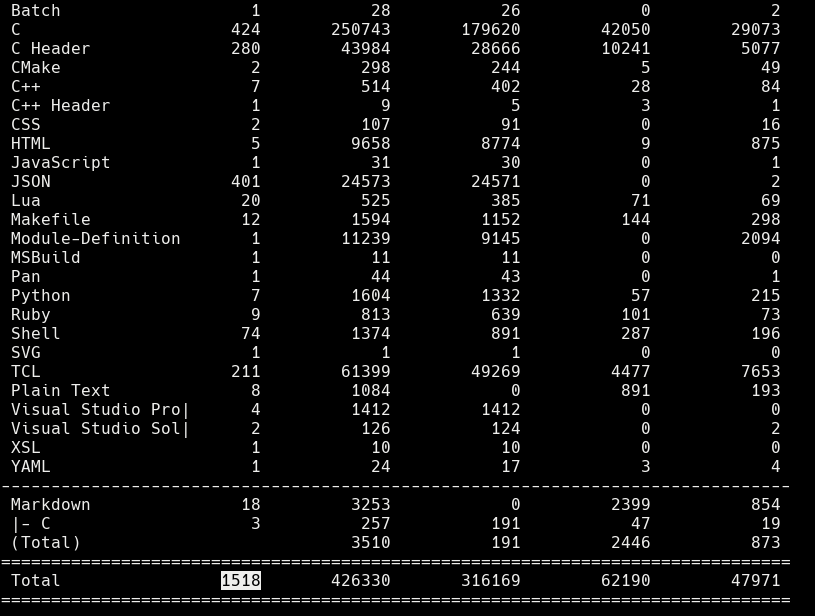 Batch 1 28 26 0 2
C 424 250743 179620 42050 29073
C Header 280 43984 28666 10241 5077
CMake 2 298 244 5 49
C++ 7 514 402 28 84
C++ Header 1 9 5 3 1
CSS 2 107 91 0 16
HTML 5 9658 8774 9 875
JavaScript 1 31 30 0 1
JSON 401 24573 24571 0 2
Lua 20 525 385 71 69
Makefile 12 1594 1152 144 298
Module-Definition 1 11239 9145 0 2094
MSBuild 1 11 11 0 0
Pan 1 44 43 0 1
Python 7 1604 1332 57 215
Ruby 9 813 639 101 73
Shell 74 1374 891 287 196
SVG 1 1 1 0 0
TCL 211 61399 49269 4477 7653
Plain Text 8 1084 0 891 193
Visual Studio Pro| 4 1412 1412 0 0
Visual Studio Sol| 2 126 124 0 2
XSL 1 10 10 0 0
YAML 1 24 17 3 4
-------------------------------------------------------------------------------
Markdown 18 3253 0 2399 854
|- C 3 257 191 47 19
(Total) 3510 191 2446 873
===============================================================================
Total 1518 426330 316169 62190 47971
===============================================================================